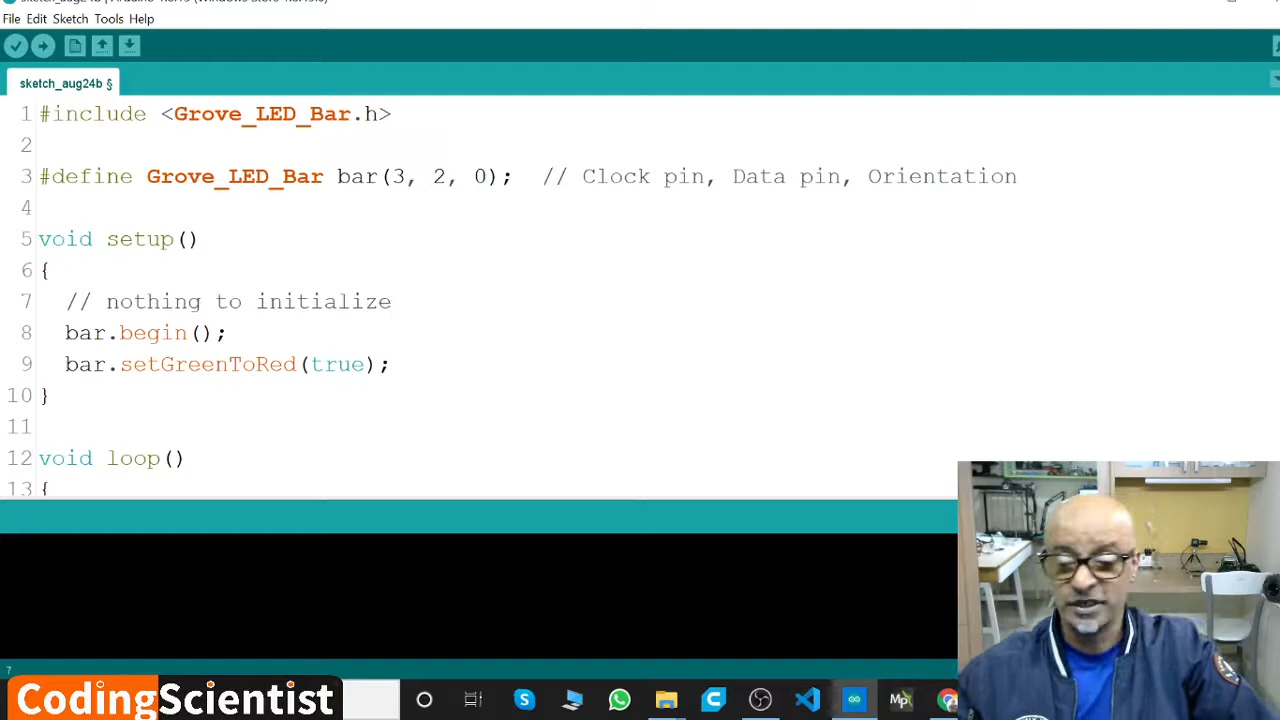 File Edit Sketch Tools Help
sketch_aug24b §
1 #include <Grove_LED_Bar.h>
2
3 #define Grove_LED_Bar bar(3, 2, 0);  // Clock pin, Data pin, Orientation
4
5 void setup()
6 {
7   // nothing to initialize
8   bar.begin();
9   bar.setGreenToRed(true);
10 }
11
12 void loop()
13 {
7
CodingScientist